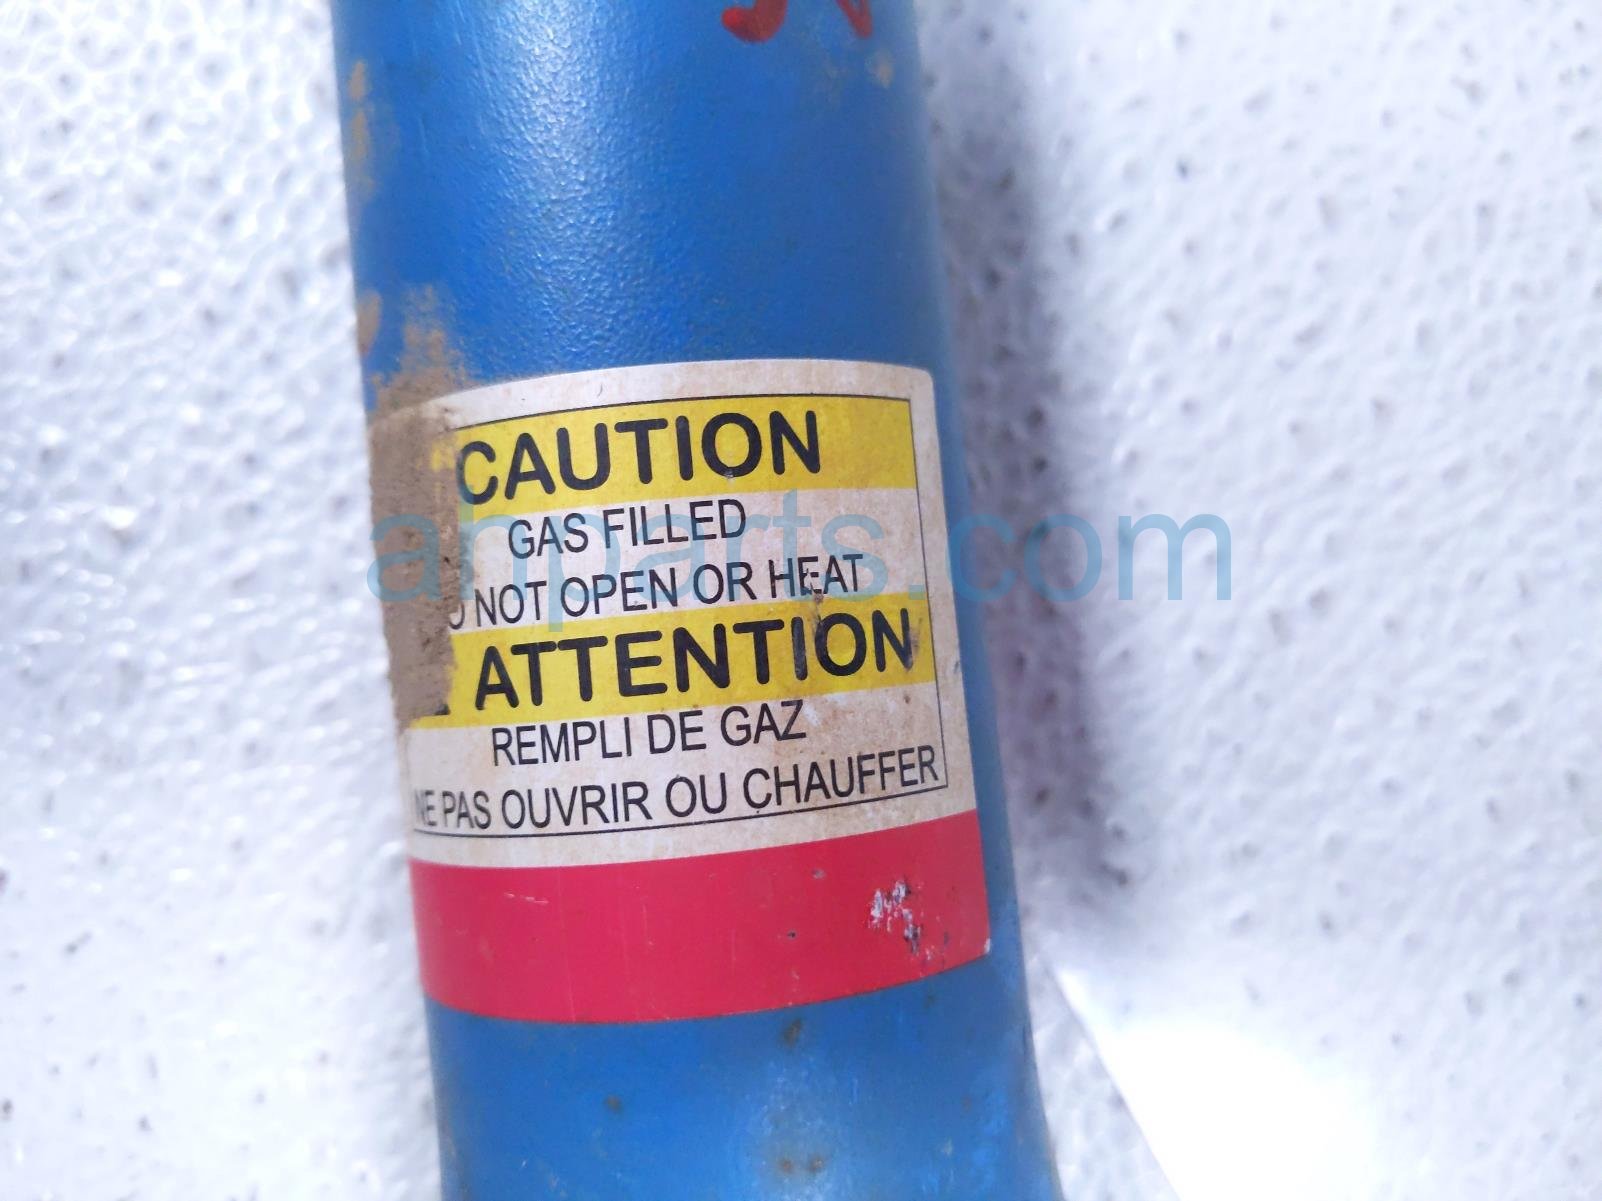 CAUTION
GAS FILLED
NOT OPEN OR HEAT
ATTENTION
REMPLI DE GAZ
NE PAS OUVRIR OU CHAUFFER
ahparts.com